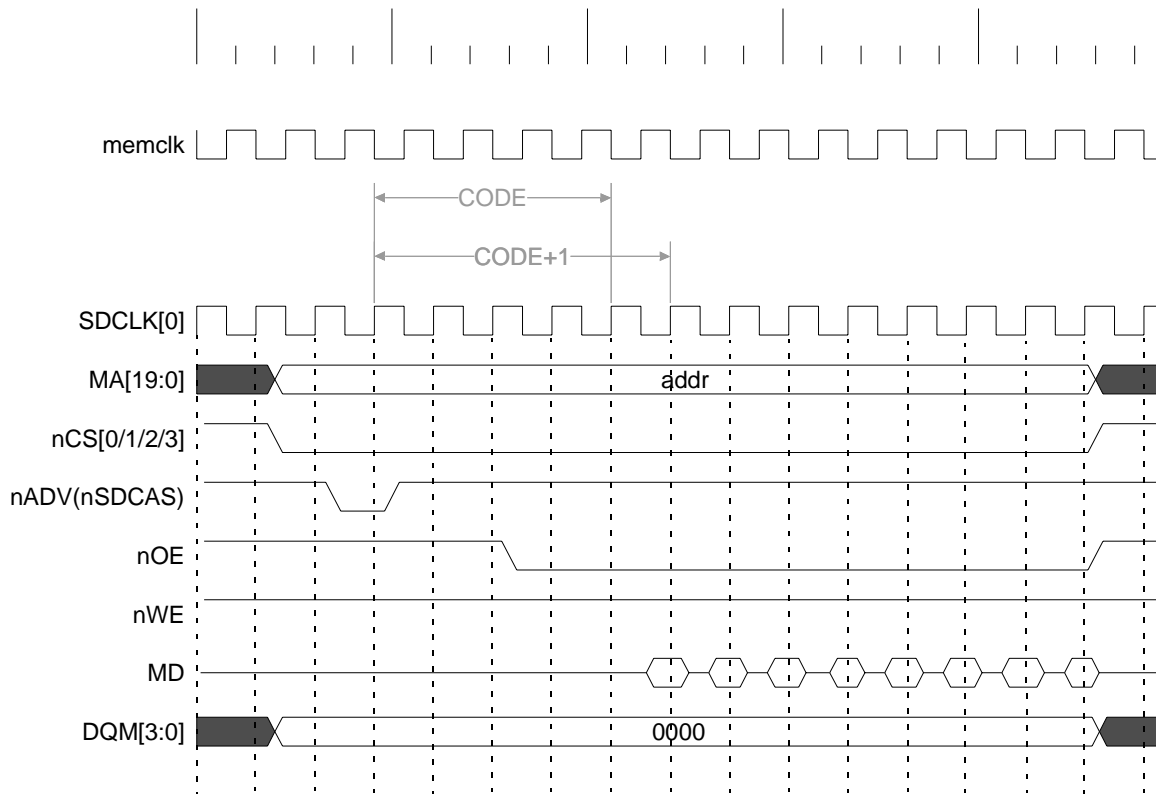 memclk
CODE
CODE+1
SDCLK[0]
MA[19:0]
addr
nCS[0/1/2/3]
nADV(nSDCAS)
nOE
nWE
MD
DQM[3:0]
0000